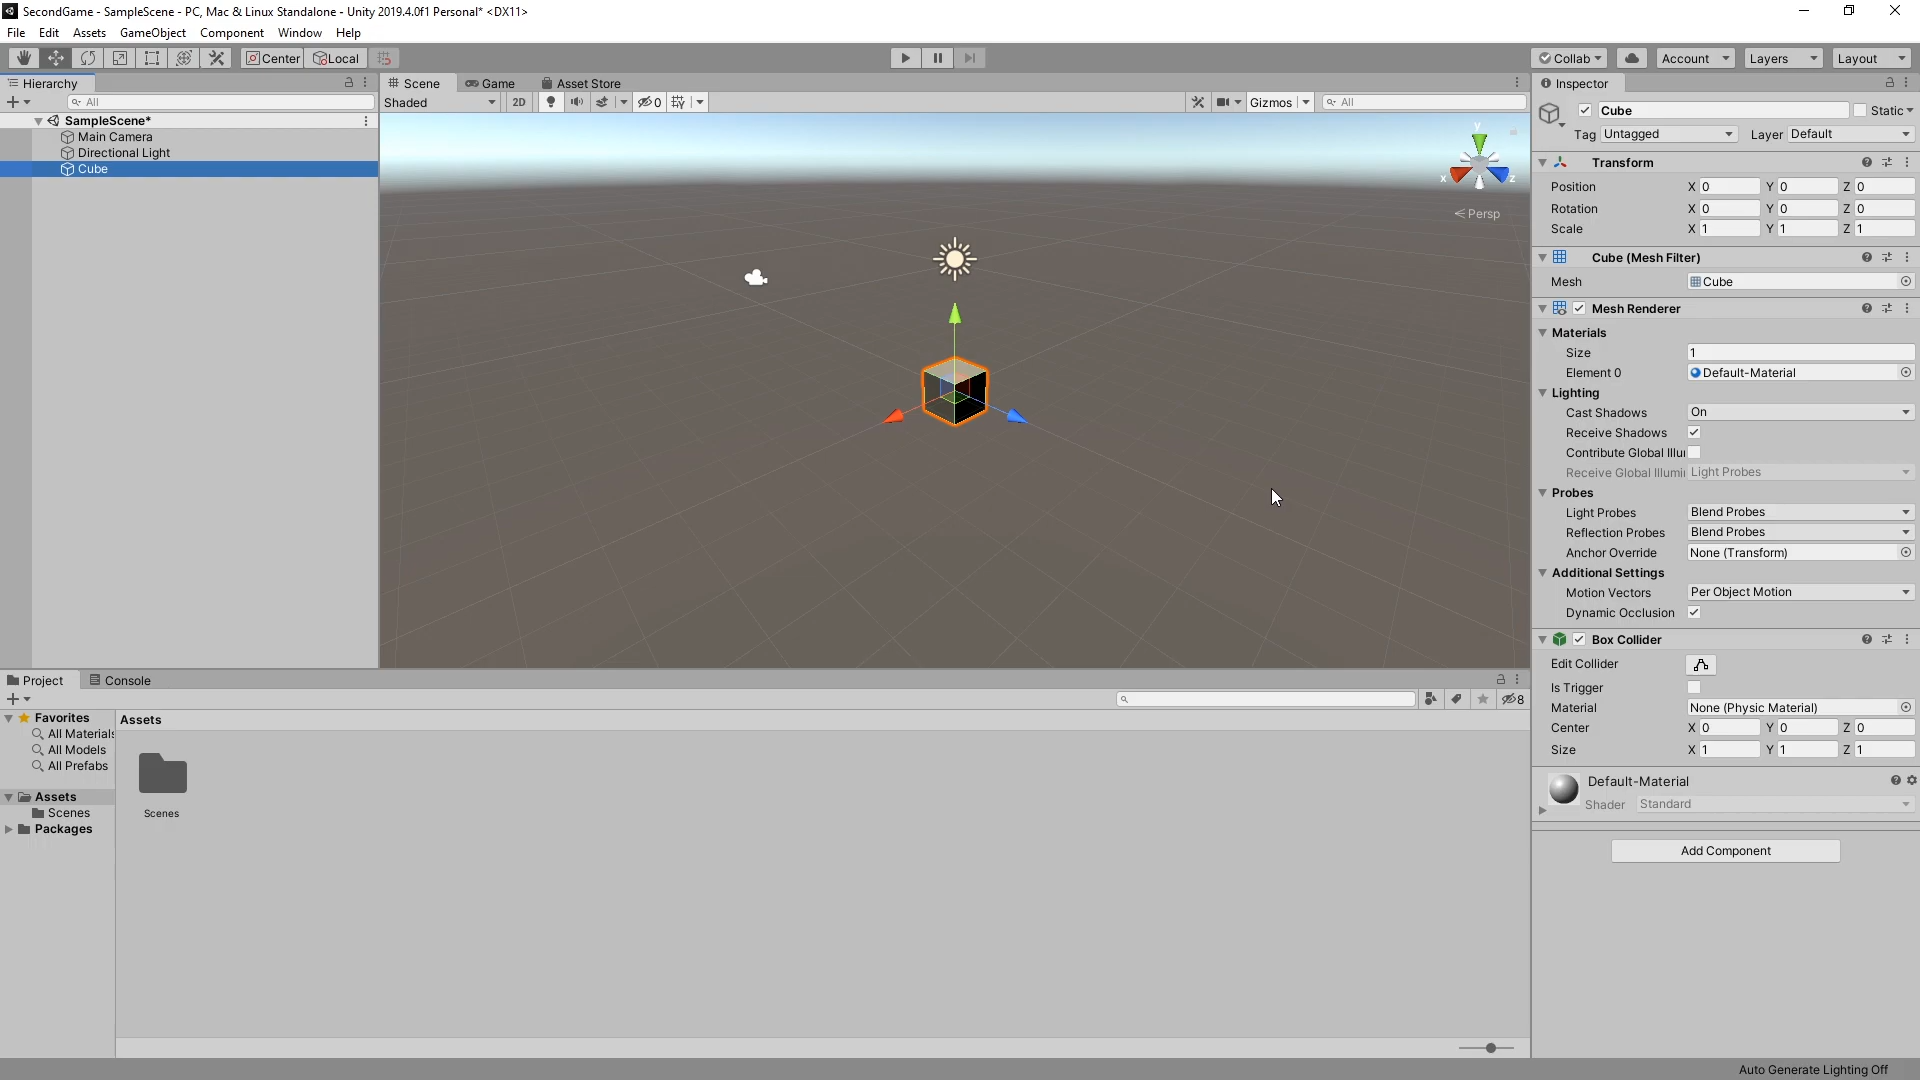 SecondGame - SampleScene - PC, Mac & Linux Standalone - Unity 2019.4.0f1 Personal* <DX11>
File Edit Assets GameObject Component Window Help
Center Local Collab Account Layers Layout
Hierarchy
All
SampleScene*
Main Camera
Directional Light
Cube
Scene Game Asset Store
Shaded 2D 0 Gizmos All
y
x z
Persp
Inspector
Cube Static
Tag Untagged Layer Default
Transform
Position X 0 Y 0 Z 0
Rotation X 0 Y 0 Z 0
Scale X 1 Y 1 Z 1
Cube (Mesh Filter)
Mesh Cube
Mesh Renderer
Materials
Size 1
Element 0 Default-Material
Lighting
Cast Shadows On
Receive Shadows
Contribute Global Illu
Receive Global Illumi Light Probes
Probes
Light Probes Blend Probes
Reflection Probes Blend Probes
Anchor Override None (Transform)
Additional Settings
Motion Vectors Per Object Motion
Dynamic Occlusion
Box Collider
Edit Collider
Is Trigger
Material None (Physic Material)
Center X 0 Y 0 Z 0
Size X 1 Y 1 Z 1
Default-Material
Shader Standard
Add Component
Project Console
8
Favorites
All Materials
All Models
All Prefabs
Assets
Scenes
Packages
Assets
Scenes
Auto Generate Lighting Off